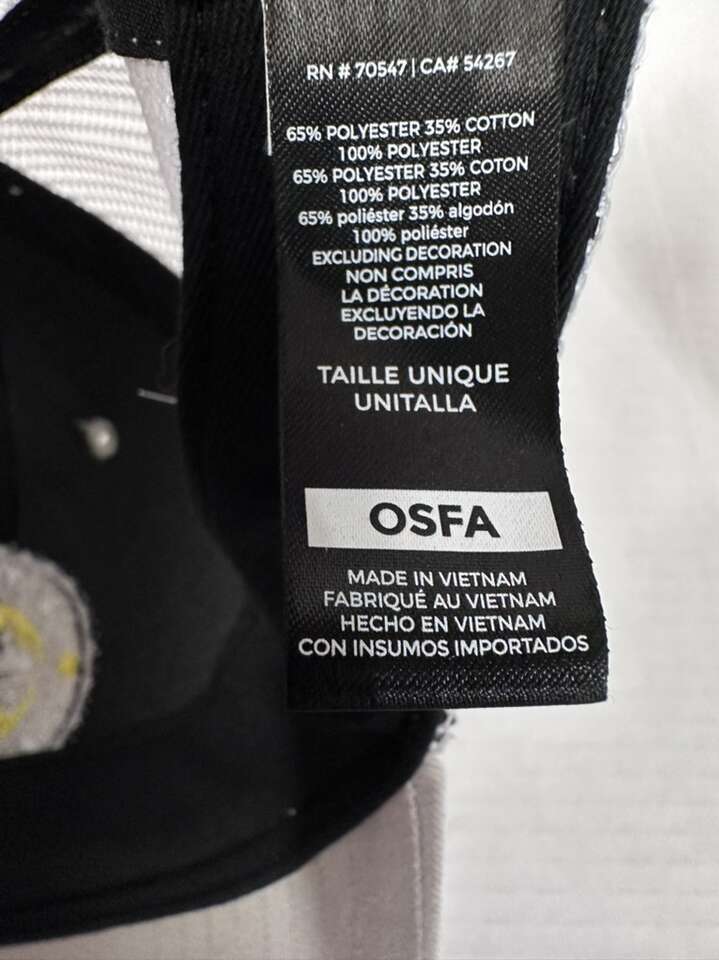 RN # 70547 | CA# 54267
65% POLYESTER 35% COTTON
100% POLYESTER
65% POLYESTER 35% COTON
100% POLYESTER
65% poliéster 35% algodón
100% poliéster
EXCLUDING DECORATION
NON COMPRIS
LA DÉCORATION
EXCLUYENDO LA
DECORACIÓN
TAILLE UNIQUE
UNITALLA
OSFA
MADE IN VIETNAM
FABRIQUÉ AU VIETNAM
HECHO EN VIETNAM
CON INSUMOS IMPORTADOS